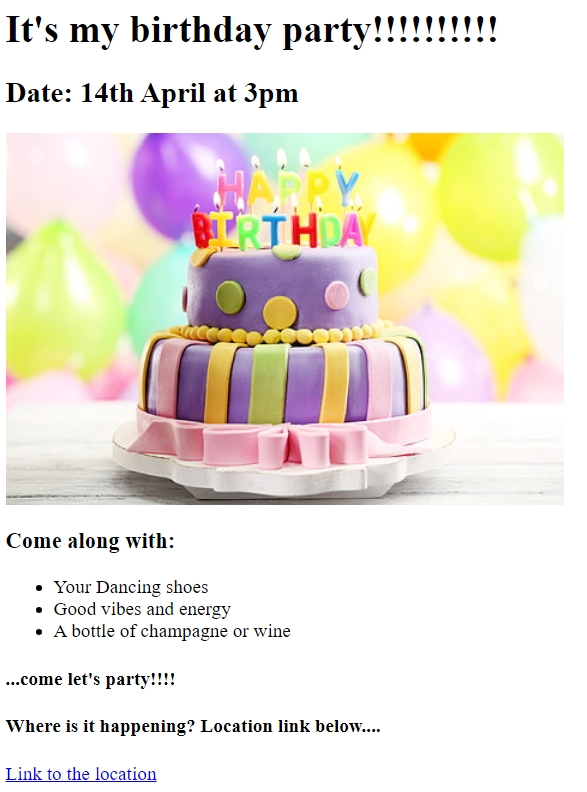 It's my birthday party!!!!!!!!!!
Date: 14th April at 3pm
HAPPY
BIRTHDAY
Come along with:
Your Dancing shoes
Good vibes and energy
A bottle of champagne or wine
...come let's party!!!!
Where is it happening? Location link below....
Link to the location